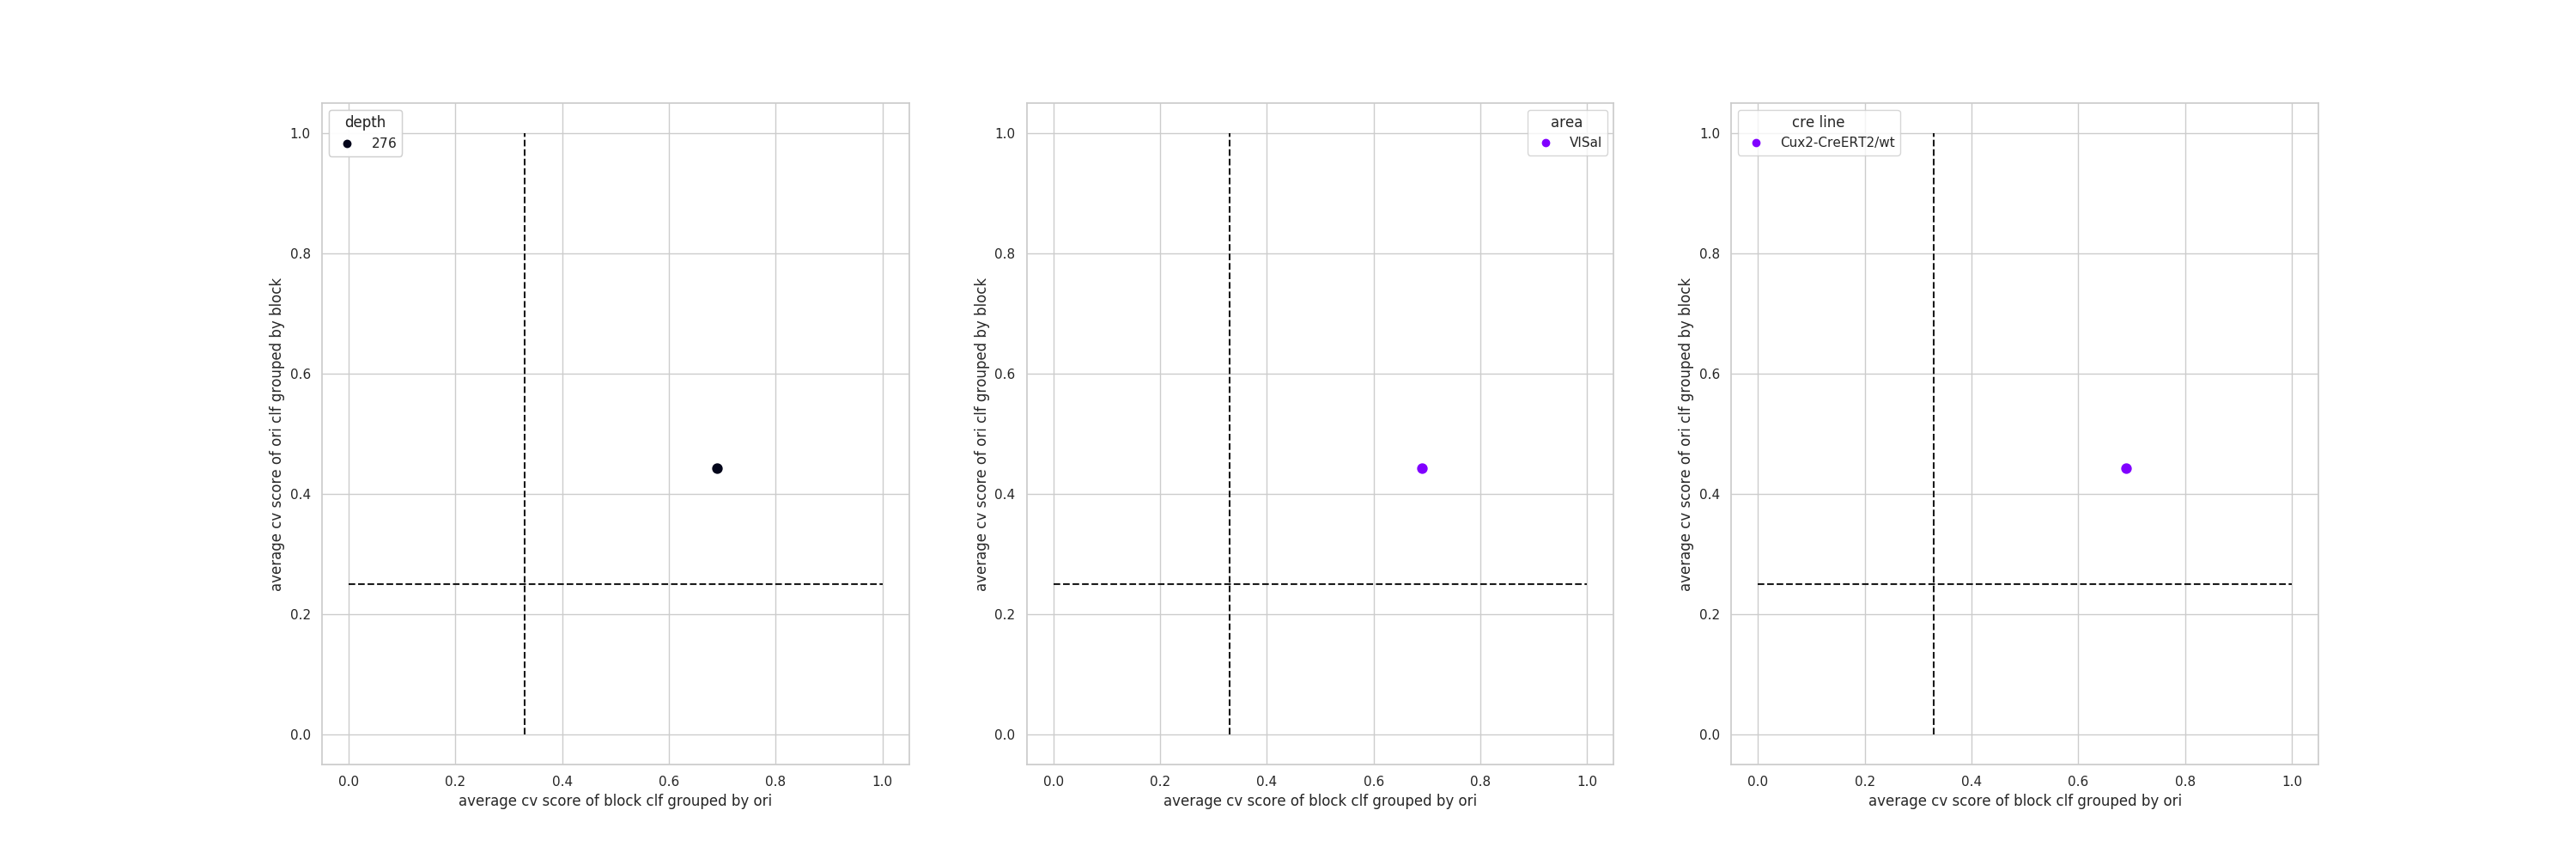 depth
276
1.0
0.8
0.6
0.4
0.2
0.0
average cv score of ori clf grouped by block
0.0 0.2 0.4 0.6 0.8 1.0
average cv score of block clf grouped by ori
area
VISal
1.0
0.8
0.6
0.4
0.2
0.0
average cv score of ori clf grouped by block
0.0 0.2 0.4 0.6 0.8 1.0
average cv score of block clf grouped by ori
cre line
Cux2-CreERT2/wt
1.0
0.8
0.6
0.4
0.2
0.0
average cv score of ori clf grouped by block
0.0 0.2 0.4 0.6 0.8 1.0
average cv score of block clf grouped by ori